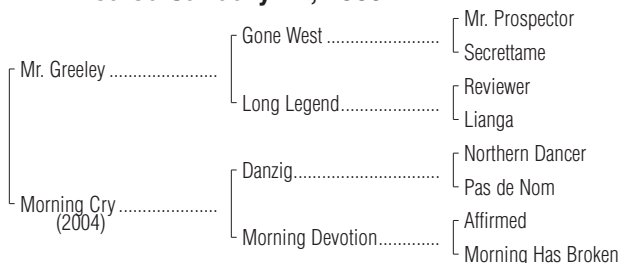 Mr. Prospector
Gone West ........................
Secrettame
Mr. Greeley ......................
Reviewer
Long Legend.....................
Lianga
Northern Dancer
Danzig...............................
Pas de Nom
Morning Cry .....................
(2004)
Affirmed
Morning Devotion.............
Morning Has Broken